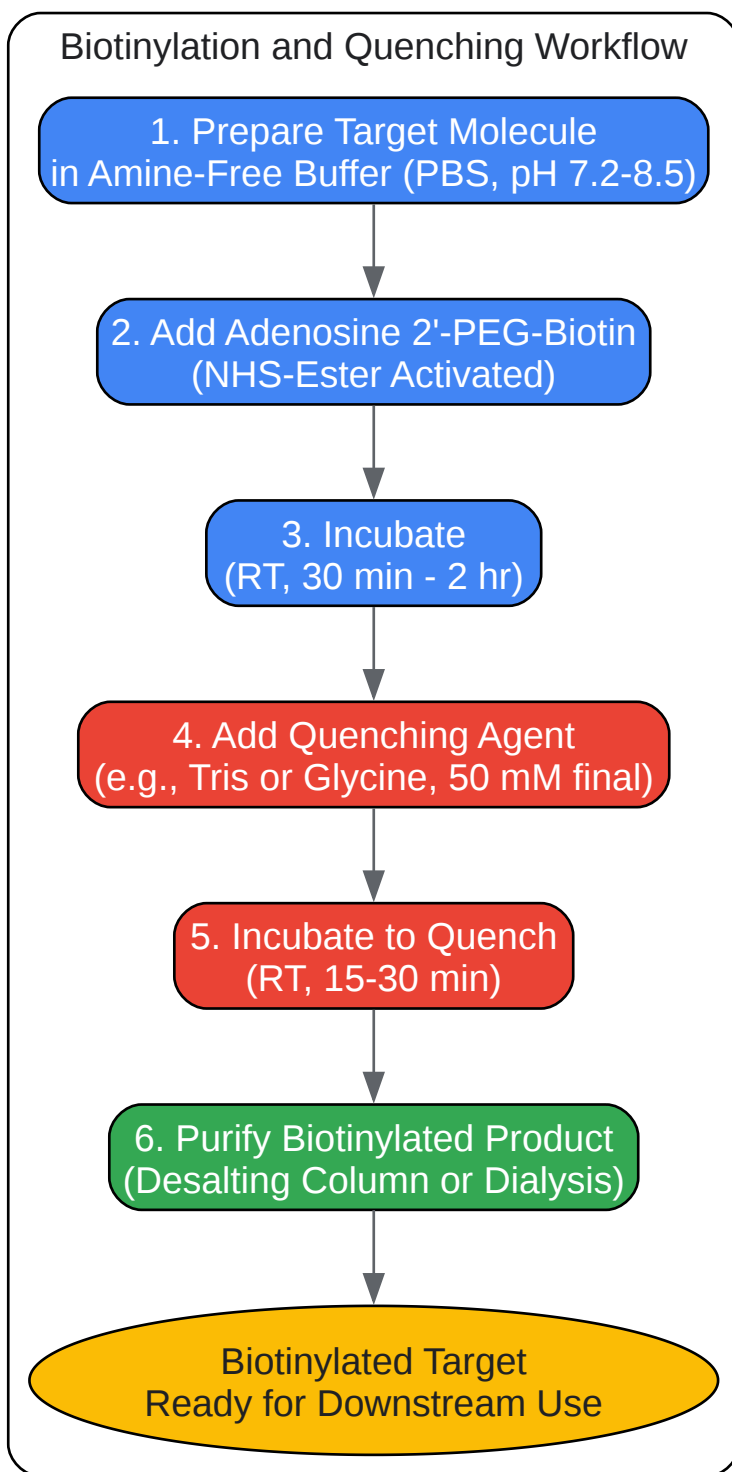 Biotinylation and Quenching Workflow
1. Prepare Target Molecule
in Amine-Free Buffer (PBS, pH 7.2-8.5)
2. Add Adenosine 2'-PEG-Biotin
(NHS-Ester Activated)
3. Incubate
(RT, 30 min - 2 hr)
4. Add Quenching Agent
(e.g., Tris or Glycine, 50 mM final)
5. Incubate to Quench
(RT, 15-30 min)
6. Purify Biotinylated Product
(Desalting Column or Dialysis)
Biotinylated Target
Ready for Downstream Use